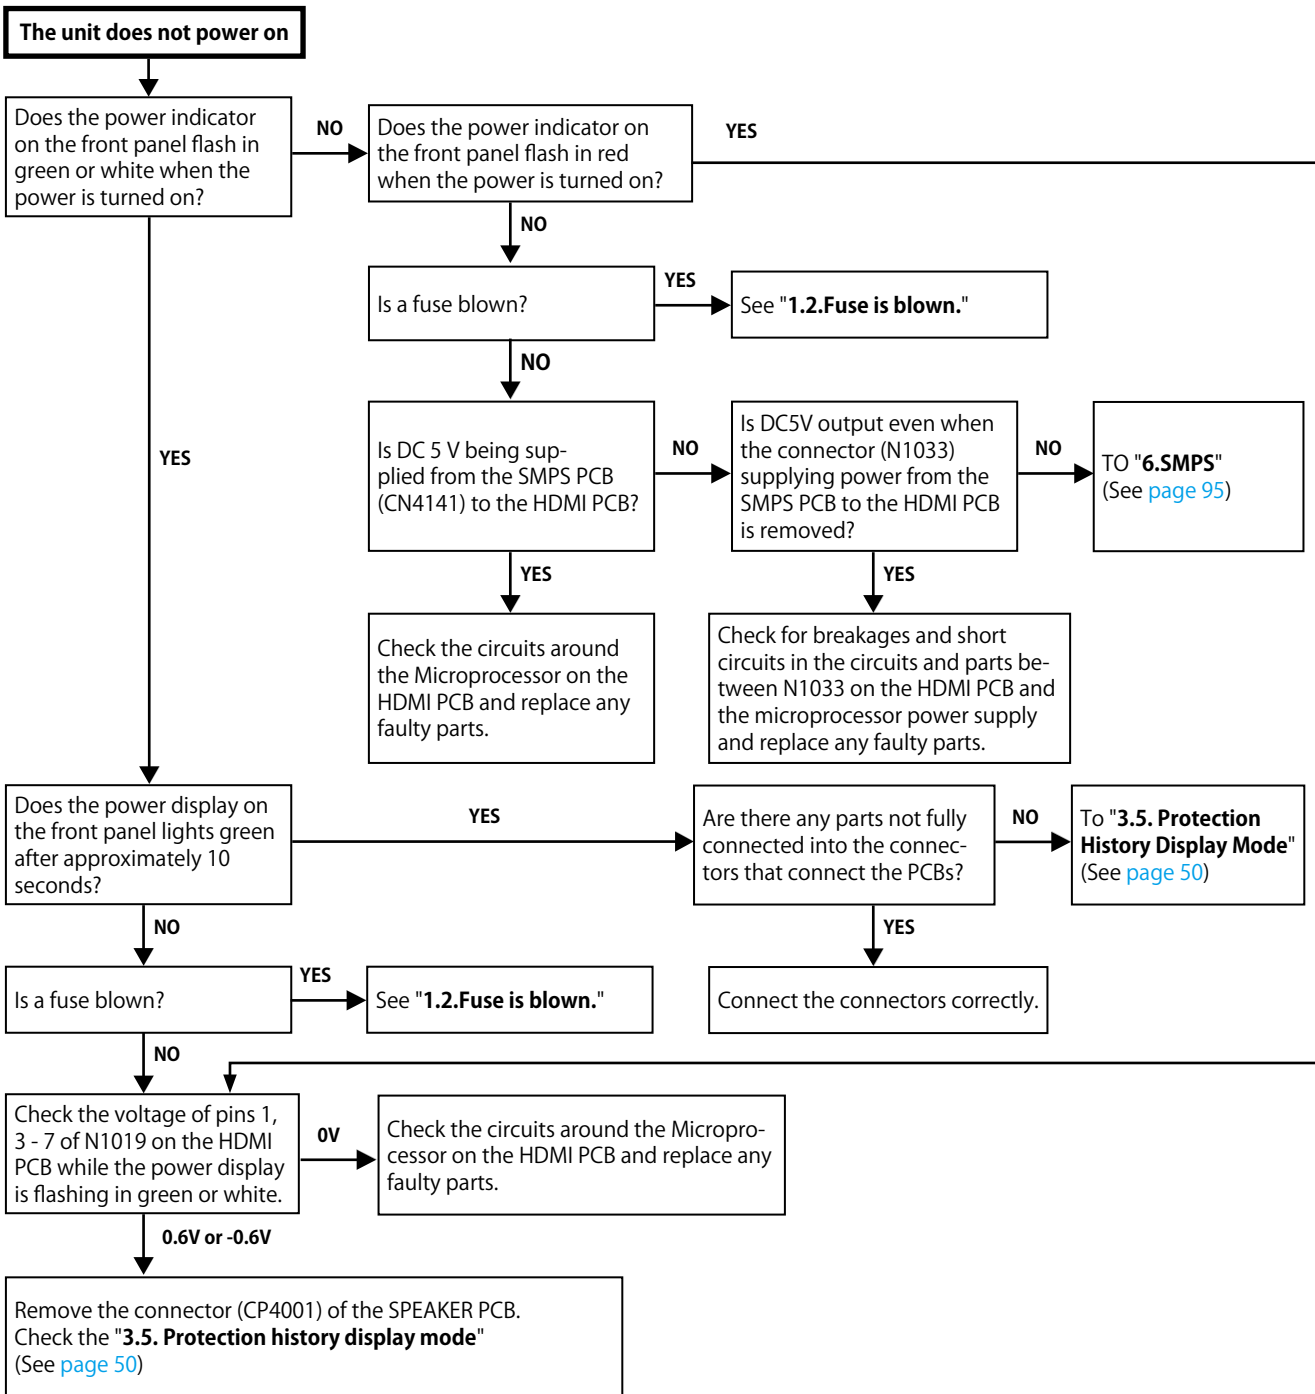 The unit does not power on
Does the power indicator
on the front panel flash in
green or white when the
power is turned on?
NO
Does the power indicator on
the front panel flash in red
when the power is turned on?
YES
NO
Is a fuse blown?
YES
See "1.2.Fuse is blown."
NO
YES
Is DC 5 V being sup-
plied from the SMPS PCB
(CN4141) to the HDMI PCB?
NO
Is DC5V output even when
the connector (N1033)
supplying power from the
SMPS PCB to the HDMI PCB
is removed?
NO
TO "6.SMPS"
(See page 95)
YES
YES
Check the circuits around
the Microprocessor on the
HDMI PCB and replace any
faulty parts.
Check for breakages and short
circuits in the circuits and parts be-
tween N1033 on the HDMI PCB and
the microprocessor power supply
and replace any faulty parts.
Does the power display on
the front panel lights green
after approximately 10
seconds?
YES
Are there any parts not fully
connected into the connec-
tors that connect the PCBs?
NO
To "3.5. Protection
History Display Mode"
(See page 50)
NO
YES
Is a fuse blown?
YES
See "1.2.Fuse is blown."
Connect the connectors correctly.
NO
Check the voltage of pins 1,
3 - 7 of N1019 on the HDMI
PCB while the power display
is flashing in green or white.
0V
Check the circuits around the Micropro-
cessor on the HDMI PCB and replace any
faulty parts.
0.6V or -0.6V
Remove the connector (CP4001) of the SPEAKER PCB.
Check the "3.5. Protection history display mode"
(See page 50)